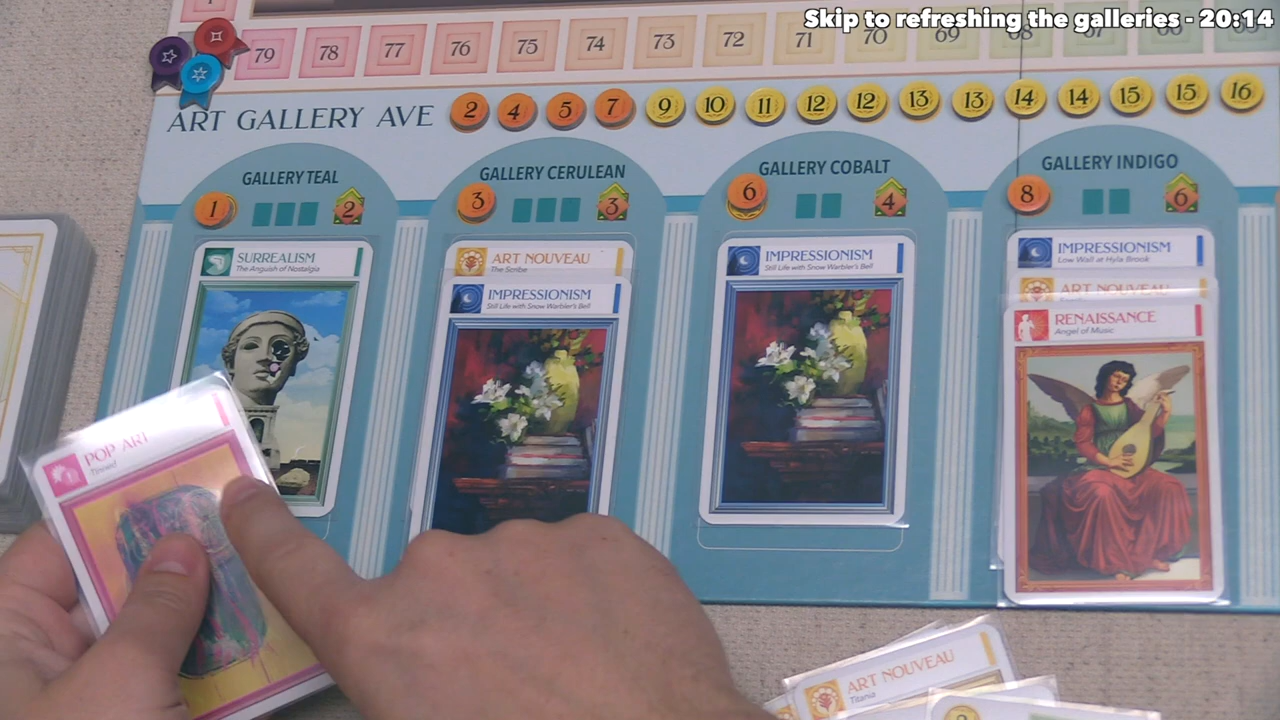 Skip to refreshing the galleries - 20:14
79 78 77 76 75 74 73 72 71 70 69 68
ART GALLERY AVE
2 4 5 7 9 10 11 12 12 13 13 14 14 15 15 16
GALLERY TEAL
1 2
GALLERY CERULEAN
3 3
GALLERY COBALT
6 4
GALLERY INDIGO
8 6
SURREALISM
The Anguish of Nostalgia
ART NOUVEAU
The Scribe
IMPRESSIONISM
Still Life with Snow Warbler's Bell
IMPRESSIONISM
Still Life with Snow Warbler's Bell
IMPRESSIONISM
Low Wall at Hyla Brook
ART NOUVEAU
RENAISSANCE
Angel of Music
POP ART
ART NOUVEAU
Titania